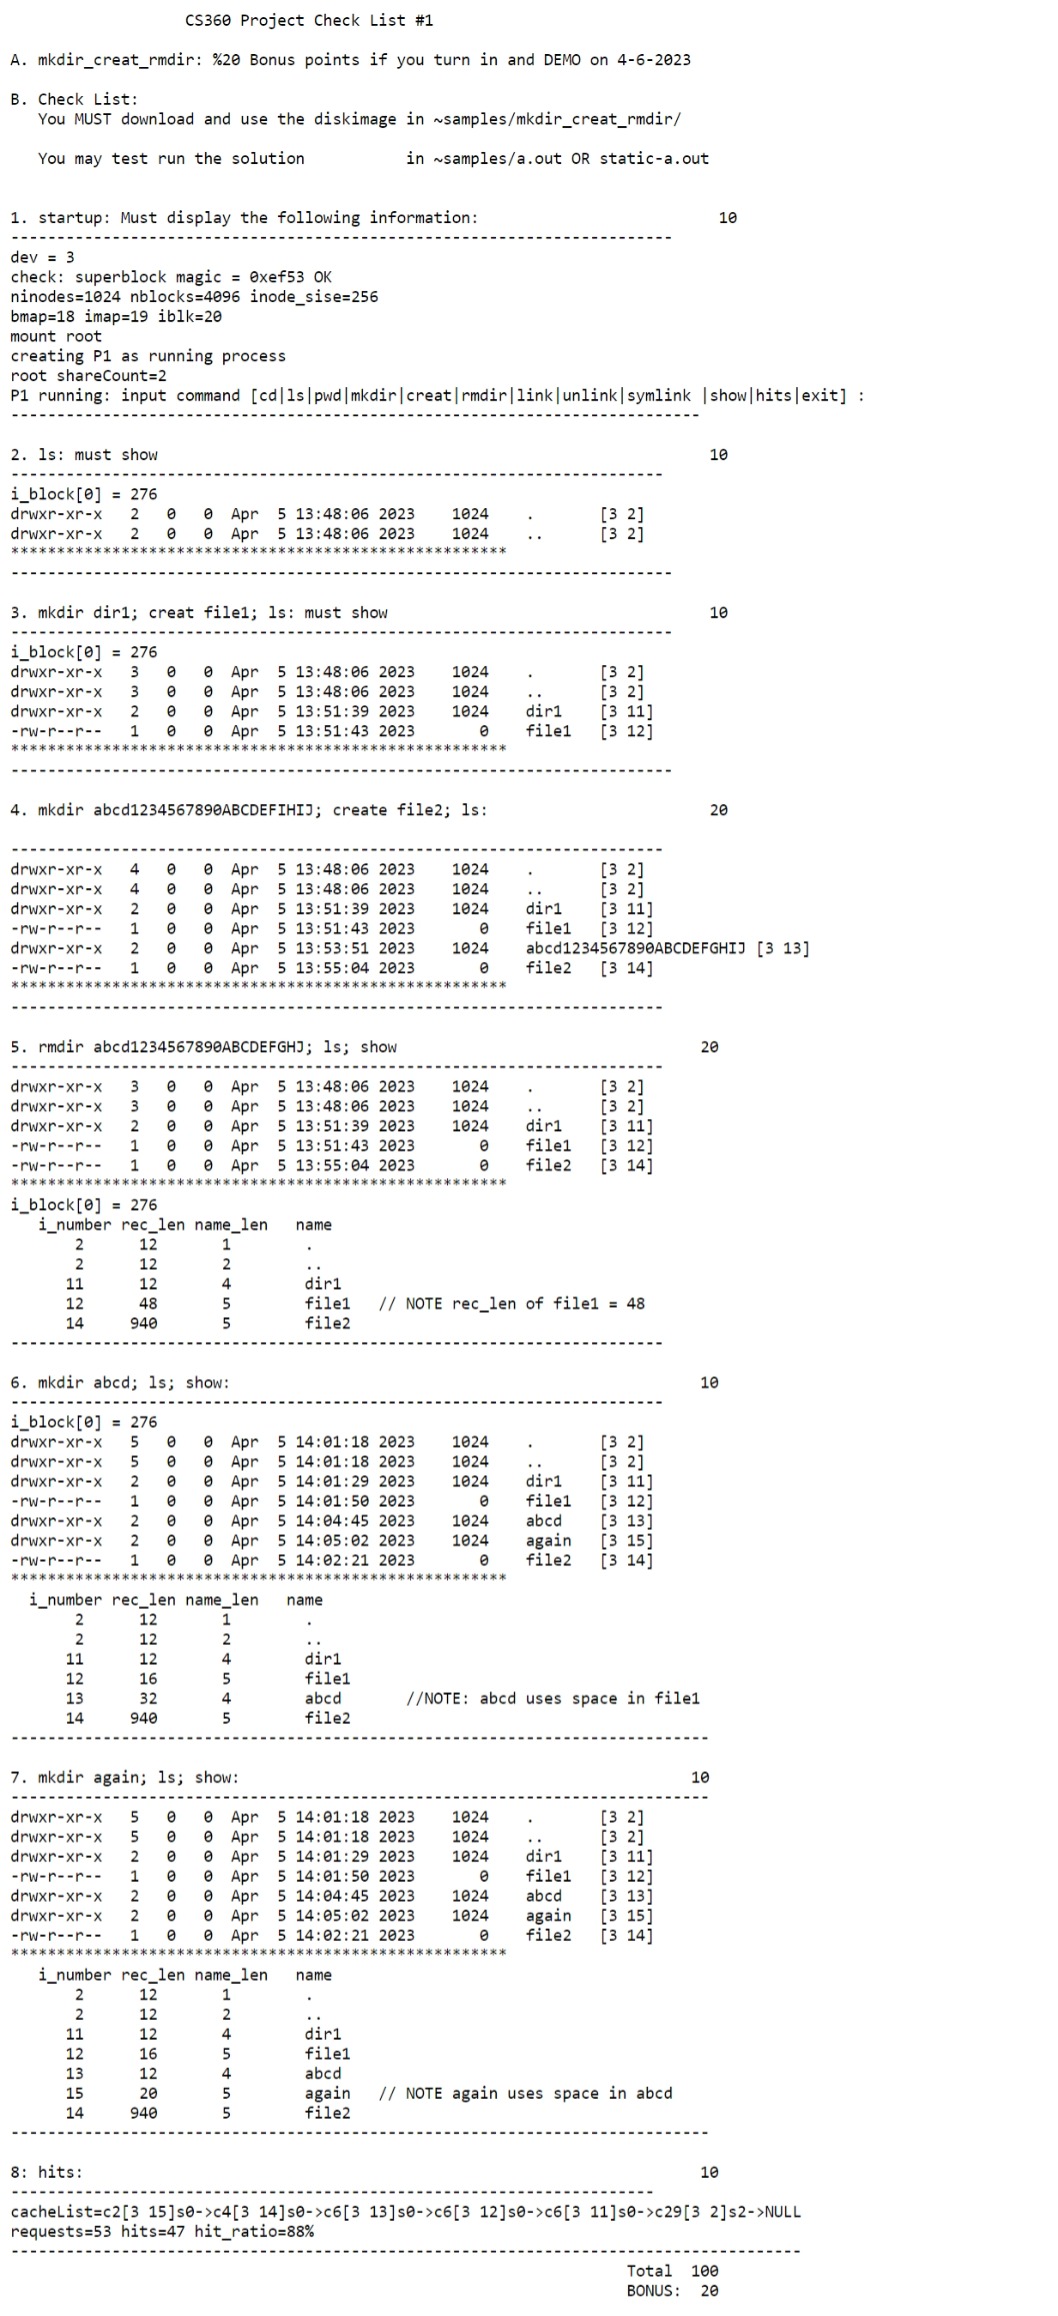 CS360 Project Check List #1
A. mkdir_creat_rmdir: %20 Bonus points if you turn in and DEMO on 4-6-2023
B. Check List:
You MUST download and use the diskimage in ~samples/mkdir_creat_rmdir/
You may test run the solution in ~samples/a.out OR static-a.out
1. startup: Must display the following information: 10
------------------------------------------------------------------------
dev = 3
check: superblock magic = 0xef53 OK
ninodes=1024 nblocks=4096 inode_sise=256
bmap=18 imap=19 iblk=20
mount root
creating P1 as running process
root shareCount=2
P1 running: input command [cd|ls|pwd|mkdir|creat|rmdir|link|unlink|symlink |show|hits|exit] :
---------------------------------------------------------------------------
2. ls: must show 10
-----------------------------------------------------------------------
i_block[0] = 276
drwxr-xr-x 2 0 0 Apr 5 13:48:06 2023 1024 . [3 2]
drwxr-xr-x 2 0 0 Apr 5 13:48:06 2023 1024 .. [3 2]
******************************************************
------------------------------------------------------------------------
3. mkdir dir1; creat file1; ls: must show 10
------------------------------------------------------------------------
i_block[0] = 276
drwxr-xr-x 3 0 0 Apr 5 13:48:06 2023 1024 . [3 2]
drwxr-xr-x 3 0 0 Apr 5 13:48:06 2023 1024 .. [3 2]
drwxr-xr-x 2 0 0 Apr 5 13:51:39 2023 1024 dir1 [3 11]
-rw-r--r-- 1 0 0 Apr 5 13:51:43 2023 0 file1 [3 12]
******************************************************
------------------------------------------------------------------------
4. mkdir abcd1234567890ABCDEFIHIJ; create file2; ls: 20
-----------------------------------------------------------------------
drwxr-xr-x 4 0 0 Apr 5 13:48:06 2023 1024 . [3 2]
drwxr-xr-x 4 0 0 Apr 5 13:48:06 2023 1024 .. [3 2]
drwxr-xr-x 2 0 0 Apr 5 13:51:39 2023 1024 dir1 [3 11]
-rw-r--r-- 1 0 0 Apr 5 13:51:43 2023 0 file1 [3 12]
drwxr-xr-x 2 0 0 Apr 5 13:53:51 2023 1024 abcd1234567890ABCDEFGHIJ [3 13]
-rw-r--r-- 1 0 0 Apr 5 13:55:04 2023 0 file2 [3 14]
******************************************************
-----------------------------------------------------------------------
5. rmdir abcd1234567890ABCDEFGHJ; ls; show 20
-----------------------------------------------------------------------
drwxr-xr-x 3 0 0 Apr 5 13:48:06 2023 1024 . [3 2]
drwxr-xr-x 3 0 0 Apr 5 13:48:06 2023 1024 .. [3 2]
drwxr-xr-x 2 0 0 Apr 5 13:51:39 2023 1024 dir1 [3 11]
-rw-r--r-- 1 0 0 Apr 5 13:51:43 2023 0 file1 [3 12]
-rw-r--r-- 1 0 0 Apr 5 13:55:04 2023 0 file2 [3 14]
******************************************************
i_block[0] = 276
i_number rec_len name_len name
2 12 1 .
2 12 2 ..
11 12 4 dir1
12 48 5 file1 // NOTE rec_len of file1 = 48
14 940 5 file2
-----------------------------------------------------------------------
6. mkdir abcd; ls; show: 10
-----------------------------------------------------------------------
i_block[0] = 276
drwxr-xr-x 5 0 0 Apr 5 14:01:18 2023 1024 . [3 2]
drwxr-xr-x 5 0 0 Apr 5 14:01:18 2023 1024 .. [3 2]
drwxr-xr-x 2 0 0 Apr 5 14:01:29 2023 1024 dir1 [3 11]
-rw-r--r-- 1 0 0 Apr 5 14:01:50 2023 0 file1 [3 12]
drwxr-xr-x 2 0 0 Apr 5 14:04:45 2023 1024 abcd [3 13]
drwxr-xr-x 2 0 0 Apr 5 14:05:02 2023 1024 again [3 15]
-rw-r--r-- 1 0 0 Apr 5 14:02:21 2023 0 file2 [3 14]
******************************************************
i_number rec_len name_len name
2 12 1 .
2 12 2 ..
11 12 4 dir1
12 16 5 file1
13 32 4 abcd //NOTE: abcd uses space in file1
14 940 5 file2
----------------------------------------------------------------------------
7. mkdir again; ls; show: 10
----------------------------------------------------------------------------
drwxr-xr-x 5 0 0 Apr 5 14:01:18 2023 1024 . [3 2]
drwxr-xr-x 5 0 0 Apr 5 14:01:18 2023 1024 .. [3 2]
drwxr-xr-x 2 0 0 Apr 5 14:01:29 2023 1024 dir1 [3 11]
-rw-r--r-- 1 0 0 Apr 5 14:01:50 2023 0 file1 [3 12]
drwxr-xr-x 2 0 0 Apr 5 14:04:45 2023 1024 abcd [3 13]
drwxr-xr-x 2 0 0 Apr 5 14:05:02 2023 1024 again [3 15]
-rw-r--r-- 1 0 0 Apr 5 14:02:21 2023 0 file2 [3 14]
******************************************************
i_number rec_len name_len name
2 12 1 .
2 12 2 ..
11 12 4 dir1
12 16 5 file1
13 12 4 abcd
15 20 5 again // NOTE again uses space in abcd
14 940 5 file2
----------------------------------------------------------------------------
8: hits: 10
----------------------------------------------------------------------
cacheList=c2[3 15]s0->c4[3 14]s0->c6[3 13]s0->c6[3 12]s0->c6[3 11]s0->c29[3 2]s2->NULL
requests=53 hits=47 hit_ratio=88%
--------------------------------------------------------------------------------------
Total 100
BONUS: 20